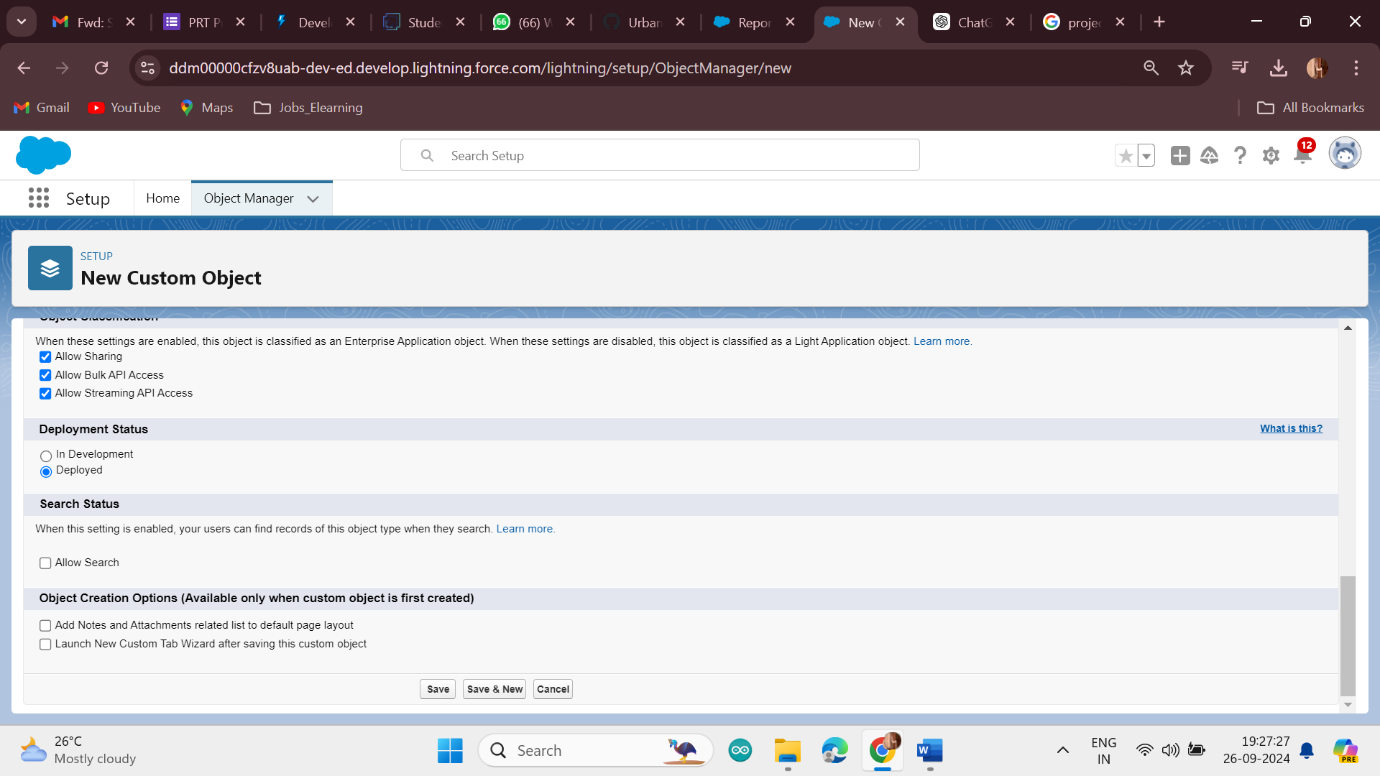 Fwd: S
PRT P
Devel
Stude
(66) W
Urban
Repor
New C
ChatG
projec
ddm00000cfzv8uab-dev-ed.develop.lightning.force.com/lightning/setup/ObjectManager/new
Gmail
YouTube
Maps
Jobs_Elearning
All Bookmarks
Search Setup
12
Setup
Home
Object Manager
SETUP
New Custom Object
Object Classification
When these settings are enabled, this object is classified as an Enterprise Application object. When these settings are disabled, this object is classified as a Light Application object. Learn more.
Allow Sharing
Allow Bulk API Access
Allow Streaming API Access
Deployment Status
What is this?
In Development
Deployed
Search Status
When this setting is enabled, your users can find records of this object type when they search. Learn more.
Allow Search
Object Creation Options (Available only when custom object is first created)
Add Notes and Attachments related list to default page layout
Launch New Custom Tab Wizard after saving this custom object
Save
Save & New
Cancel
26°C
Mostly cloudy
Search
ENG
IN
19:27:27
26-09-2024
PRE